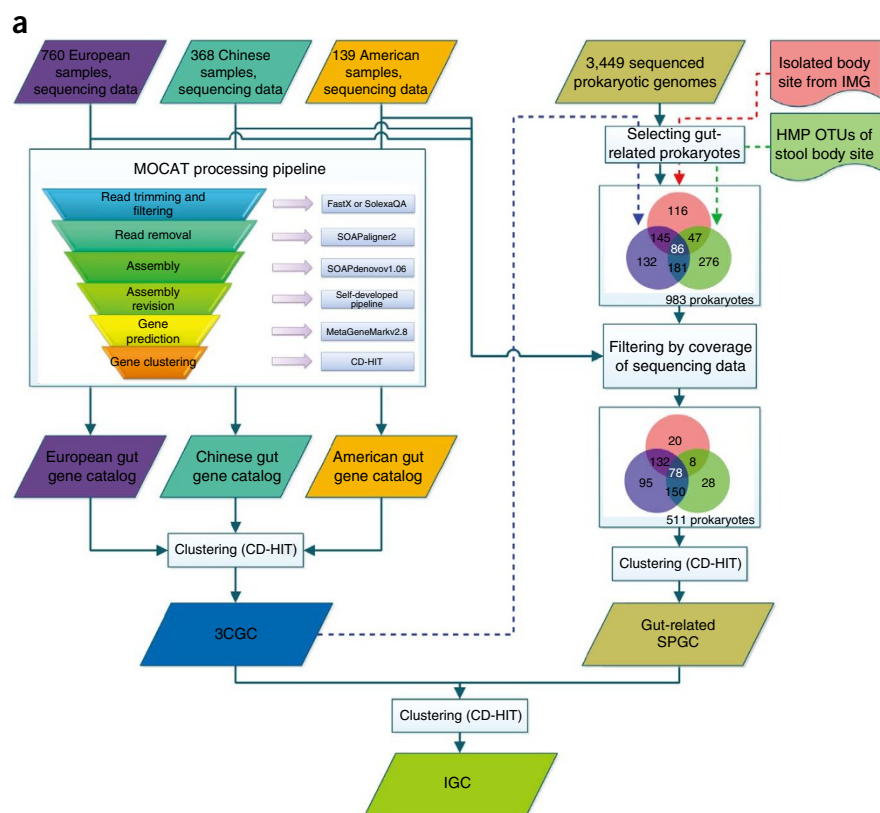 a
760 European
samples,
sequencing data
368 Chinese
samples,
sequencing data
139 American
samples,
sequencing data
3,449 sequenced
prokaryotic genomes
Isolated body
site from IMG
HMP OTUs of
stool body site
Selecting gut-
related prokaryotes
MOCAT processing pipeline
Read trimming and
filtering
FastX or SolexaQA
Read removal
SOAPaligner2
Assembly
SOAPdenovov1.06
Assembly
revision
Self-developed
pipeline
Gene
prediction
MetaGeneMarkv2.8
Gene clustering
CD-HIT
116
145
47
86
132
181
276
983 prokaryotes
Filtering by coverage
of sequencing data
20
132
8
78
95
150
28
511 prokaryotes
European gut
gene catalog
Chinese gut
gene catalog
American gut
gene catalog
Clustering (CD-HIT)
Clustering (CD-HIT)
3CGC
Gut-related
SPGC
Clustering (CD-HIT)
IGC